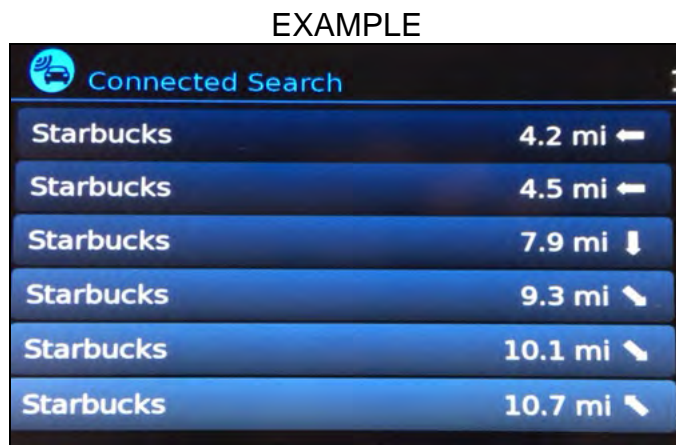 EXAMPLE
Connected Search
Starbucks 4.2 mi
Starbucks 4.5 mi
Starbucks 7.9 mi
Starbucks 9.3 mi
Starbucks 10.1 mi
Starbucks 10.7 mi